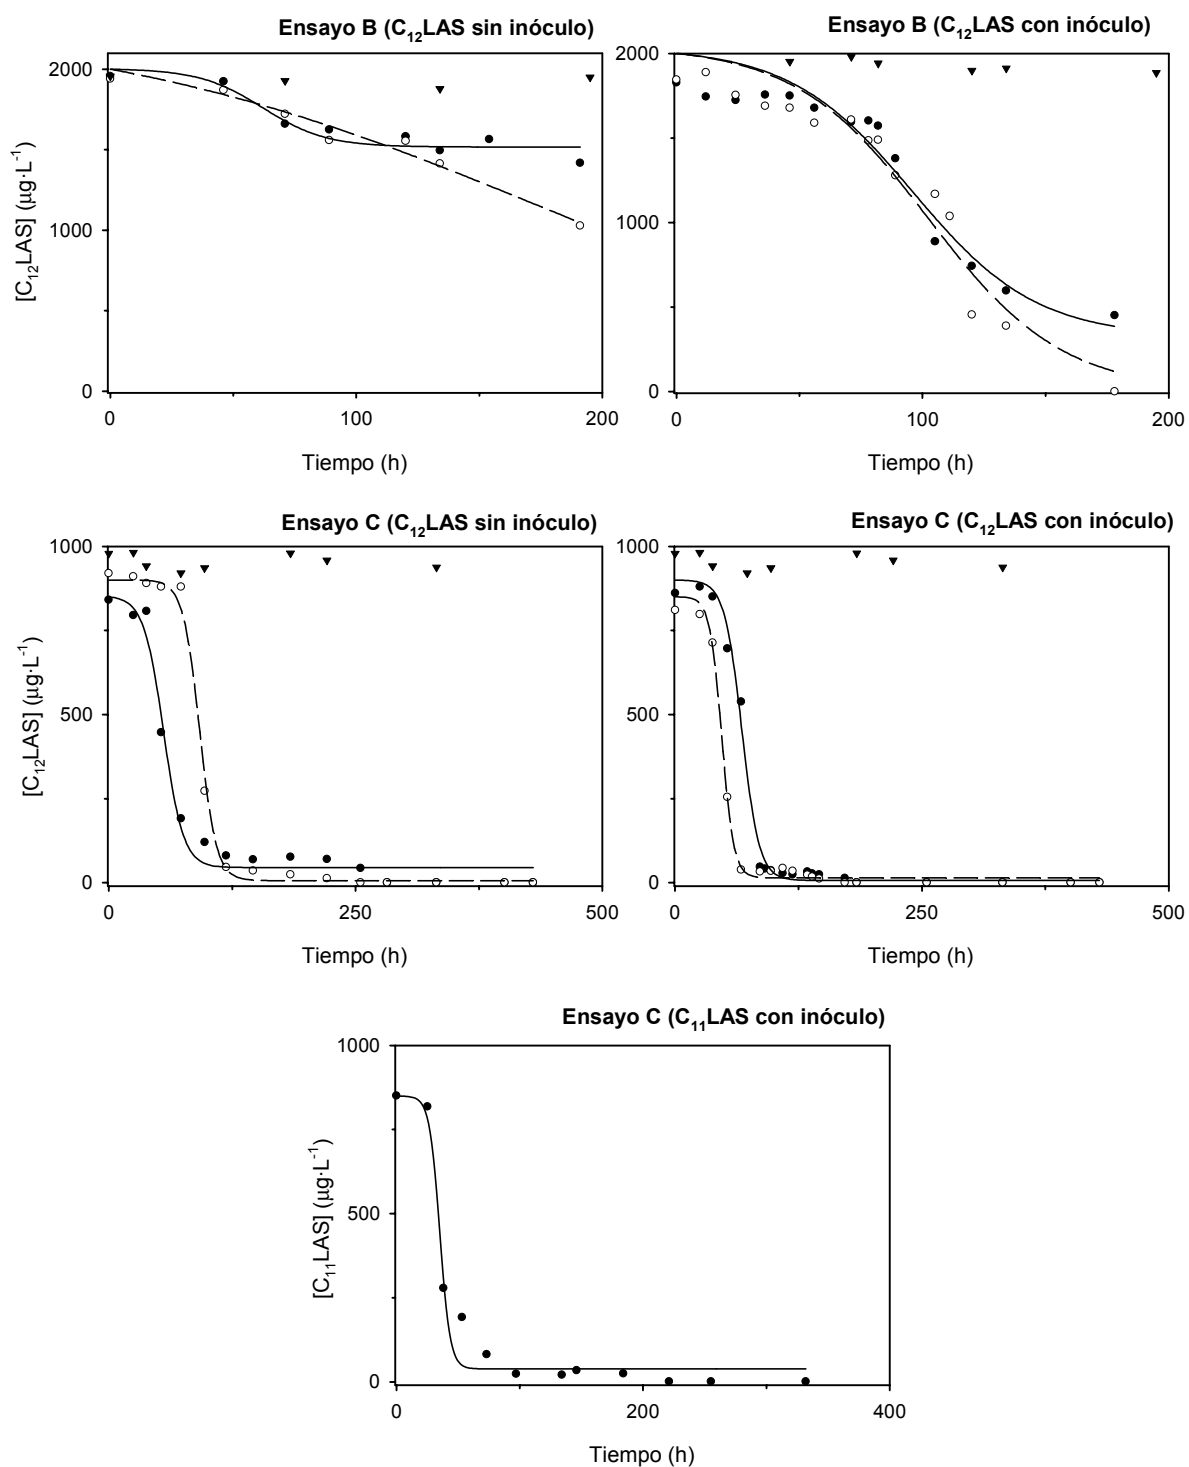 Ensayo B (C₁₂LAS sin inóculo)
Ensayo B (C₁₂LAS con inóculo)
[C₁₂LAS] (µg·L⁻¹)
2000
1000
0
0 100 200
Tiempo (h)
2000
1000
0
0 100 200
Tiempo (h)
Ensayo C (C₁₂LAS sin inóculo)
Ensayo C (C₁₂LAS con inóculo)
[C₁₂LAS] (µg·L⁻¹)
1000
500
0
0 250 500
Tiempo (h)
1000
500
0
0 250 500
Tiempo (h)
Ensayo C (C₁₁LAS con inóculo)
[C₁₁LAS] (µg·L⁻¹)
1000
500
0
0 200 400
Tiempo (h)